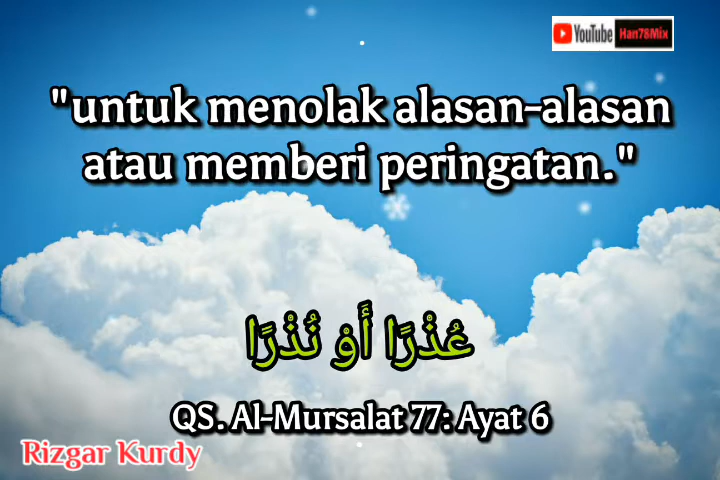 YouTube Han78Mix
"untuk menolak alasan-alasan
atau memberi peringatan."
عُذْرًا أَوْ نُذْرًا
QS. Al-Mursalat 77: Ayat 6
Rizgar Kurdy